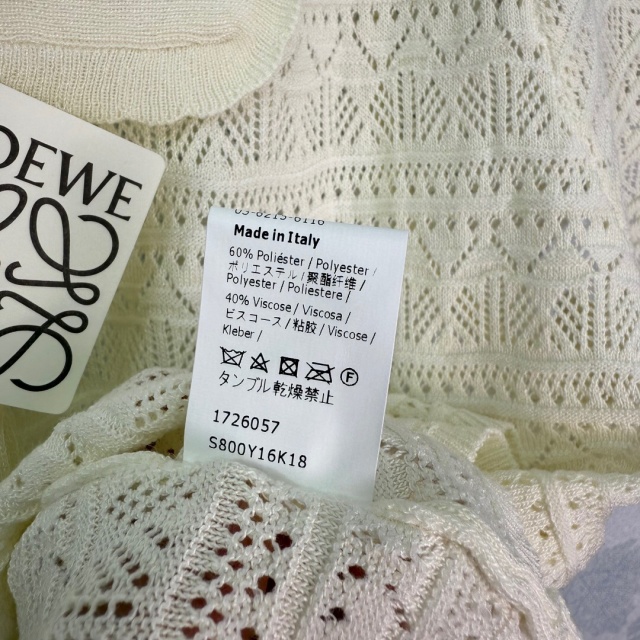 OEWE
Made in Italy
60% Poliéster / Polyester /
ポリエステル / 聚酯纤维 /
Polyester / Poliestere /
40% Viscose / Viscosa /
ビスコース / 粘胶 / Viscose /
Kleber /
F
タンブル乾燥禁止
1726057
S800Y16K18